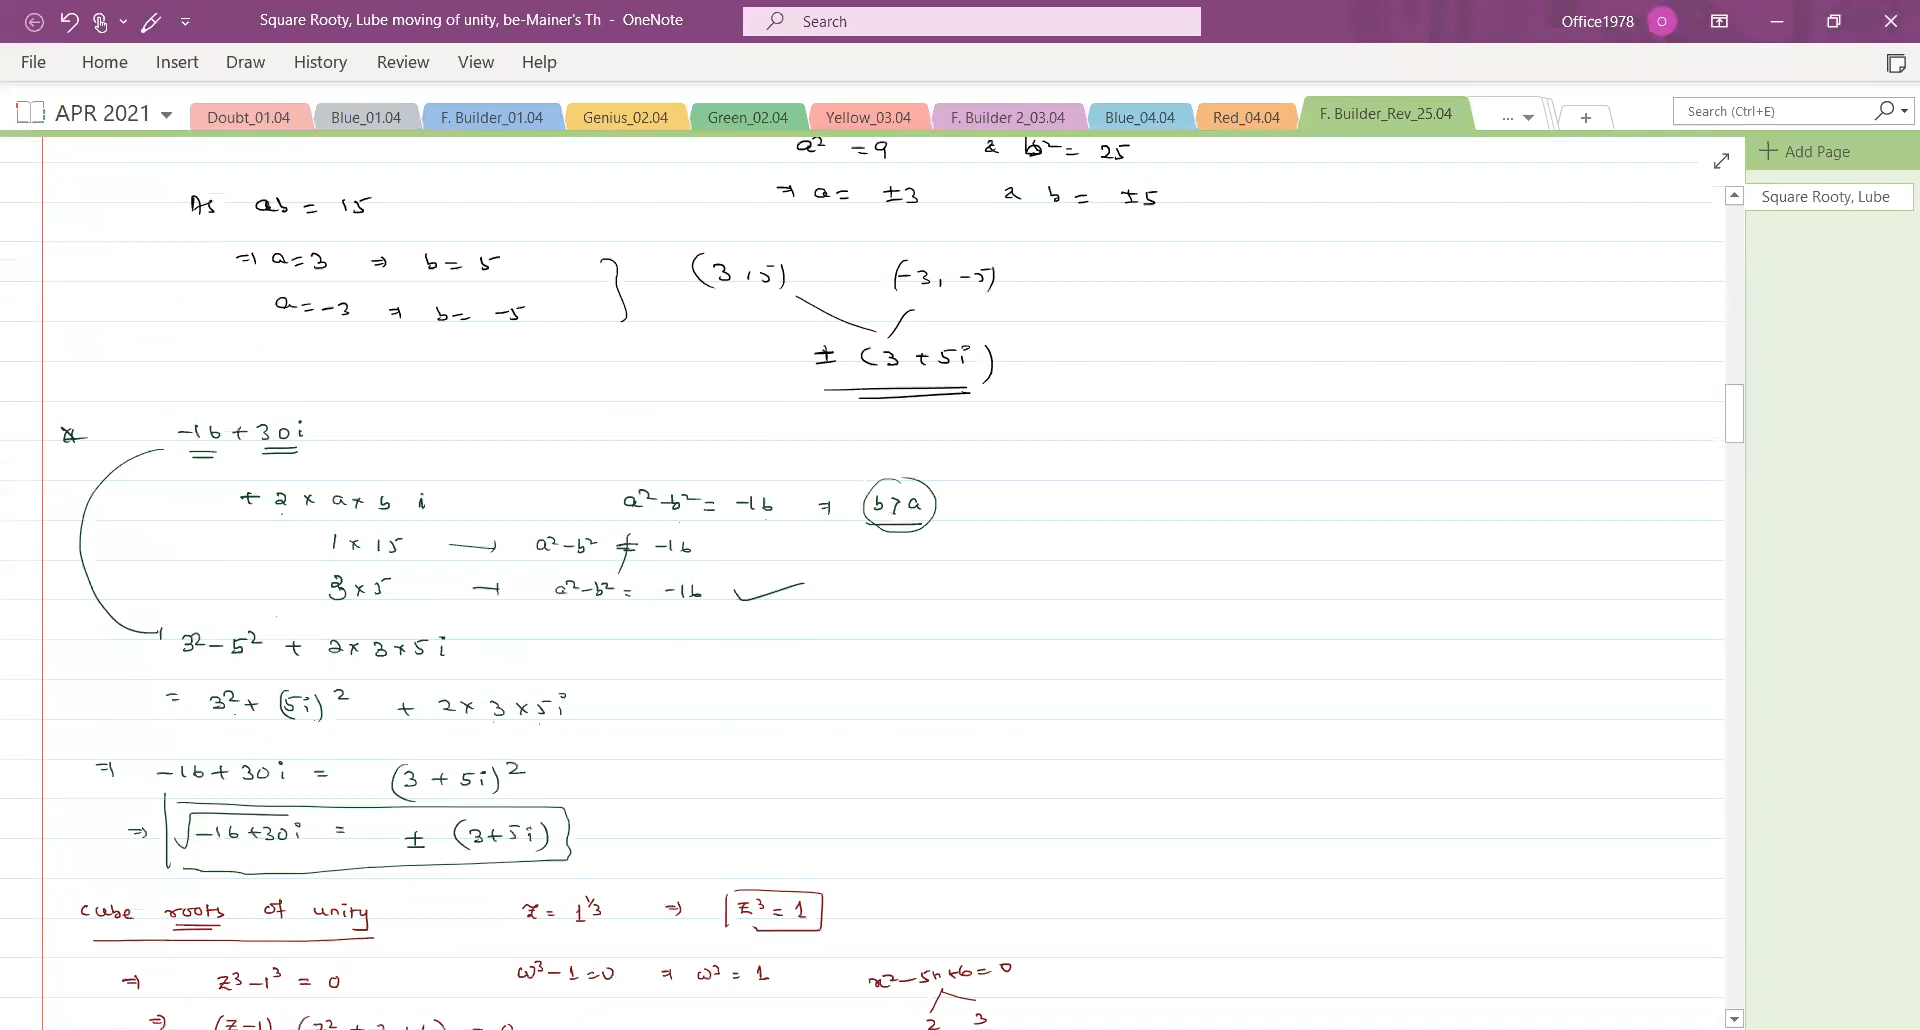 Square Rooty, Lube moving of unity, be-Mainer's Th - OneNote
Search
Office1978
O
File Home Insert Draw History Review View Help
APR 2021
Doubt_01.04 Blue_01.04 F. Builder_01.04 Genius_02.04 Green_02.04 Yellow_03.04 F. Builder 2_03.04 Blue_04.04 Red_04.04 F. Builder_Rev_25.04 ... +
Search (Ctrl+E)
Add Page
Square Rooty, Lube
a² = 9 & b² = 25
⇒ a = ±3 & b = ±5
As ab = 15
⇒ a = 3 ⇒ b = 5
a = -3 ⇒ b = -5
(3, 5) (-3, -5)
± (3 + 5i)
* -16 + 30i
+ 2 × a × b i a² - b² = -16 ⇒ b > a
1 × 15 → a² - b² ≠ -16
3 × 5 → a² - b² = -16 ✓
3² - 5² + 2 × 3 × 5i
= 3² + (5i)² + 2 × 3 × 5i
⇒ -16 + 30i = (3 + 5i)²
⇒ √-16+30i = ± (3+5i)
cube roots of unity z = 1^⅓ ⇒ z³ = 1
⇒ z³ - 1³ = 0 ω³ - 1 = 0 ⇒ ω³ = 1 x² - 5x + 6 = 0
2 3